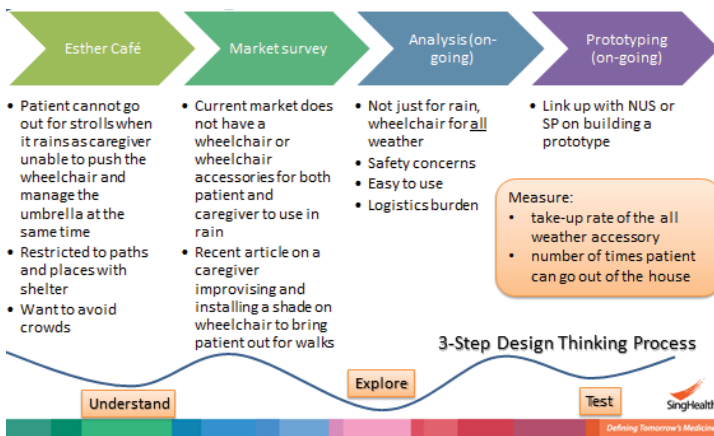 Esther Café
Market survey
Analysis (on-
going)
Prototyping
(on-going)
• Patient cannot go
out for strolls when
it rains as caregiver
unable to push the
wheelchair and
manage the
umbrella at the
same time
• Restricted to paths
and places with
shelter
• Want to avoid
crowds
• Current market does
not have a
wheelchair or
wheelchair
accessories for both
patient and
caregiver to use in
rain
• Recent article on a
caregiver
improvising and
installing a shade on
wheelchair to bring
patient out for walks
• Not just for rain,
wheelchair for all
weather
• Safety concerns
• Easy to use
• Logistics burden
• Link up with NUS or
SP on building a
prototype
Measure:
• take-up rate of the all
weather accessory
• number of times patient
can go out of the house
3-Step Design Thinking Process
Understand
Explore
Test
SingHealth
Defining Tomorrow's Medicine